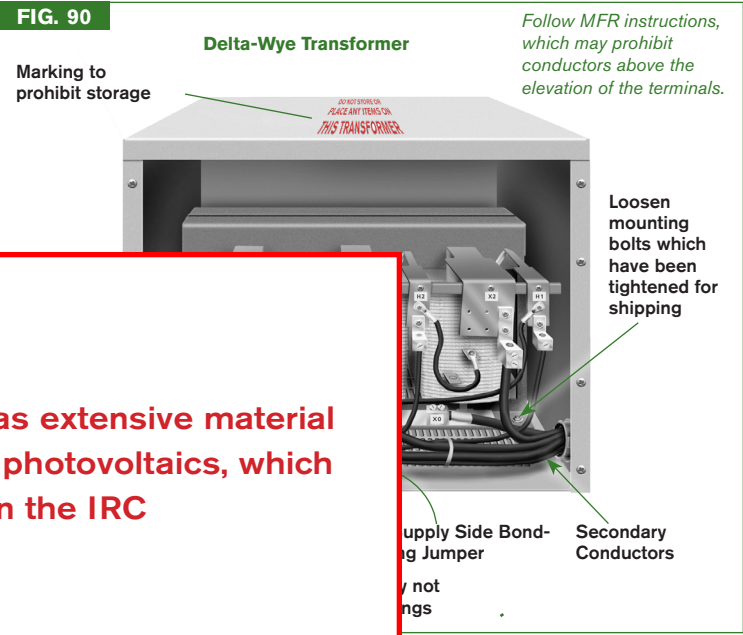 FIG. 90
Delta-Wye Transformer
Follow MFR instructions,
which may prohibit
conductors above the
elevation of the terminals.
Marking to
prohibit storage
DO NOT STORE OR
PLACE ANY ITEMS ON
THIS TRANSFORMER
Loosen
mounting
bolts which
have been
tightened for
shipping
H2
X2
H1
X0
as extensive material
photovoltaics, which
n the IRC
upply Side Bond-
g Jumper
y not
ngs
Secondary
Conductors